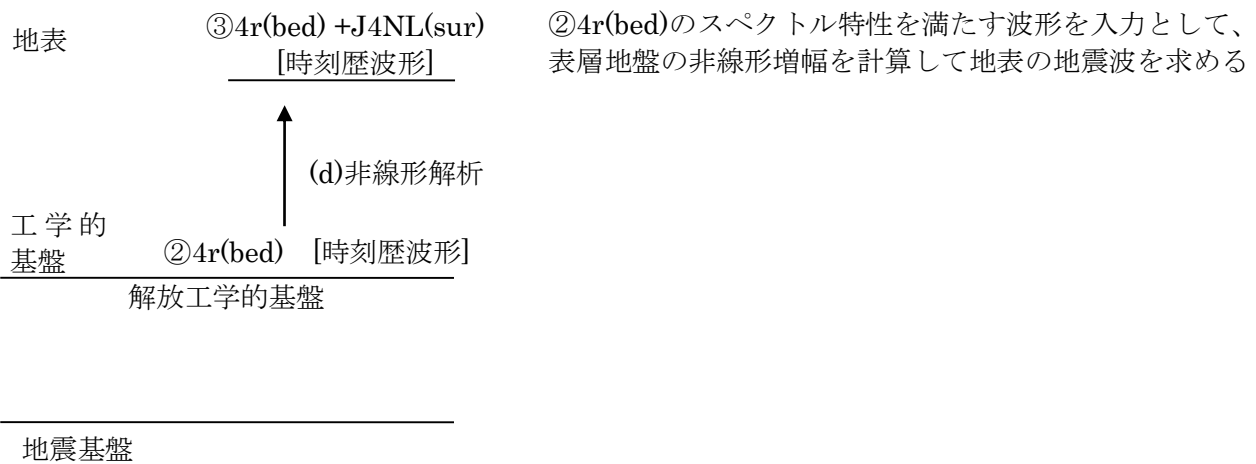 地表
③4r(bed) +J4NL(sur)
[時刻歴波形]
②4r(bed)のスペクトル特性を満たす波形を入力として、
表層地盤の非線形増幅を計算して地表の地震波を求める
(d)非線形解析
工学的
基盤
②4r(bed) [時刻歴波形]
解放工学的基盤
地震基盤